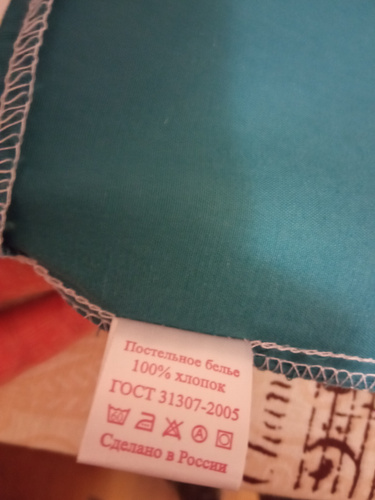 Постельное белье
100% хлопок
ГОСТ 31307-2005
Сделано в России